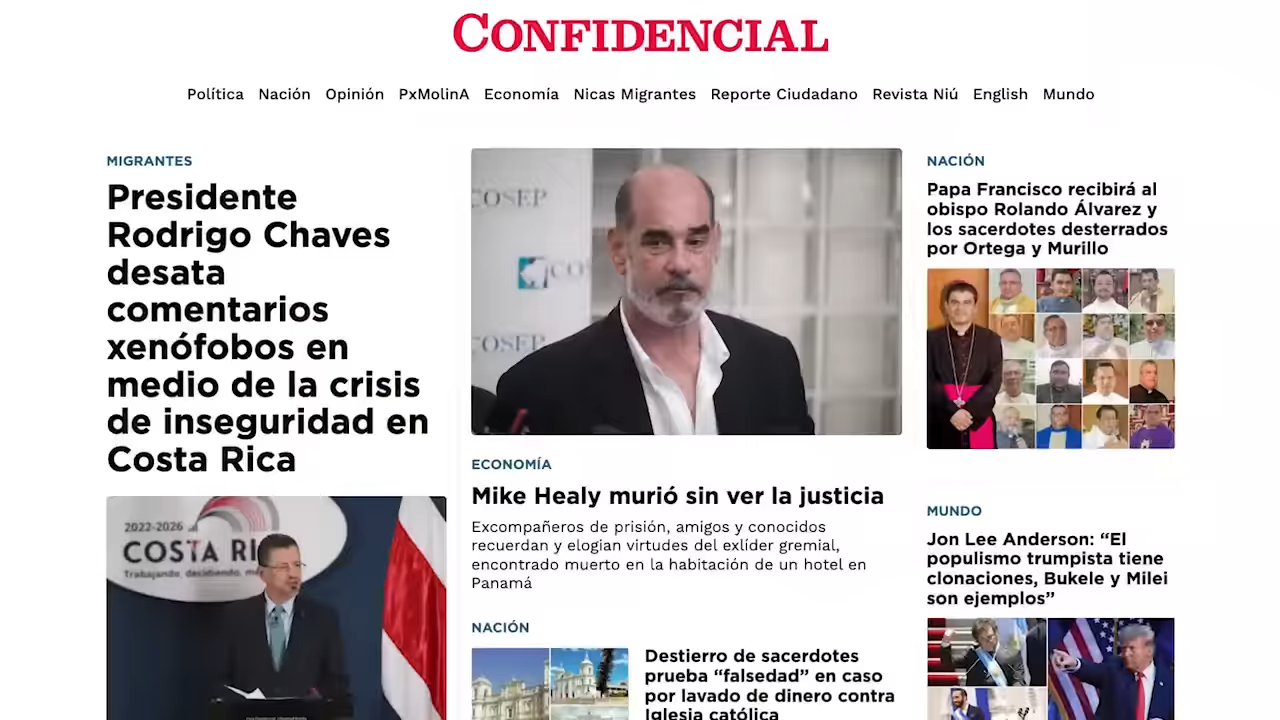 CONFIDENCIAL
Política Nación Opinión PxMolinA Economía Nicas Migrantes Reporte Ciudadano Revista Niú English Mundo
MIGRANTES
Presidente
Rodrigo Chaves
desata
comentarios
xenófobos en
medio de la crisis
de inseguridad en
Costa Rica
2022-2026
COSTA RI
Trabajando, decidiendo,
COSEP
CO
COSEP
ECONOMÍA
Mike Healy murió sin ver la justicia
Excompañeros de prisión, amigos y conocidos
recuerdan y elogian virtudes del exlíder gremial,
encontrado muerto en la habitación de un hotel en
Panamá
NACIÓN
Destierro de sacerdotes
prueba “falsedad” en caso
por lavado de dinero contra
Iglesia católica
NACIÓN
Papa Francisco recibirá al
obispo Rolando Álvarez y
los sacerdotes desterrados
por Ortega y Murillo
MUNDO
Jon Lee Anderson: “El
populismo trumpista tiene
clonaciones, Bukele y Milei
son ejemplos”